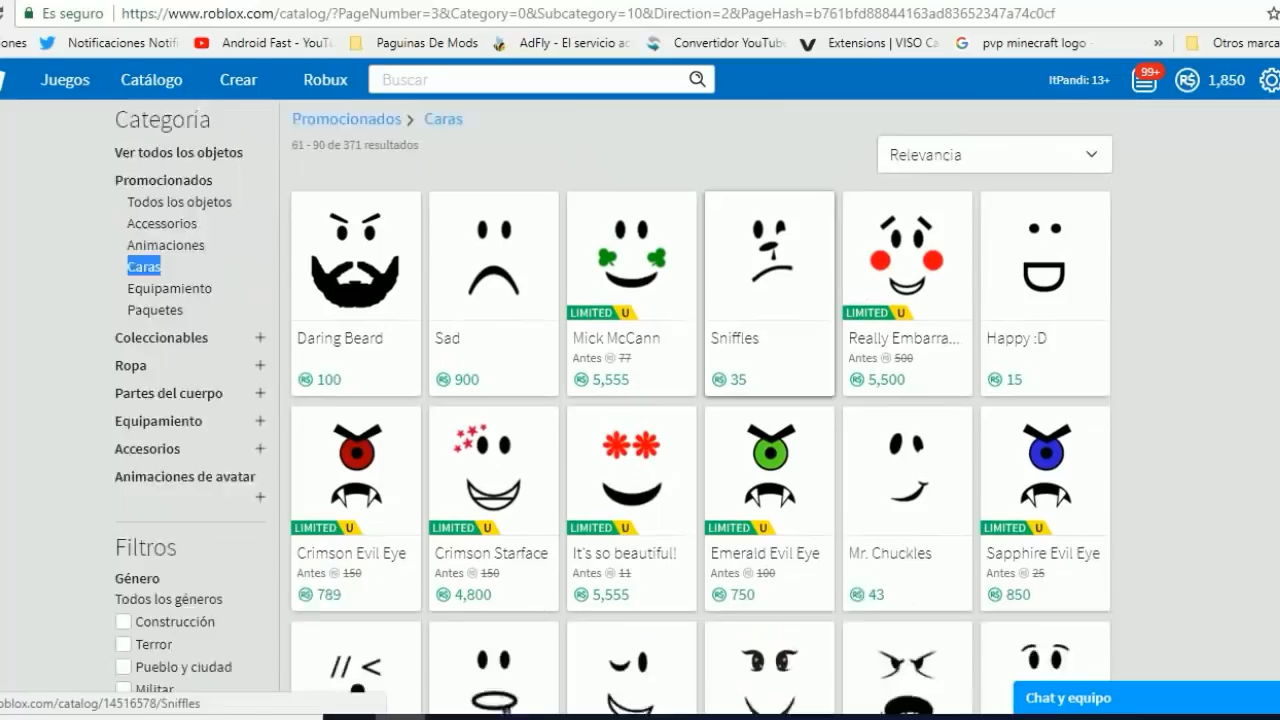 Es seguro
https://www.roblox.com/catalog/?PageNumber=3&Category=0&Subcategory=10&Direction=2&PageHash=b761bfd88844163ad83652347a74c0cf
ones Notificaciones Notifi Android Fast - YouTu Paguinas De Mods AdFly - El servicio ac Convertidor YouTube Extensions | VISO Ca pvp minecraft logo - » Otros marca
Juegos Catálogo Crear Robux Buscar ItPandi: 13+ 99+ R$ 1,850
Categoría
Ver todos los objetos
Promocionados
Todos los objetos
Accessorios
Animaciones
Caras
Equipamiento
Paquetes
Coleccionables +
Ropa +
Partes del cuerpo +
Equipamiento +
Accesorios +
Animaciones de avatar
+
Filtros
Género
Todos los géneros
Construcción
Terror
Pueblo y ciudad
Militar
Promocionados > Caras
61 - 90 de 371 resultados
Relevancia
LIMITED U LIMITED U
Daring Beard Sad Mick McCann Sniffles Really Embarra... Happy :D
Antes R$ 77 Antes R$ 500
R$ 100 R$ 900 R$ 5,555 R$ 35 R$ 5,500 R$ 15
LIMITED U LIMITED U LIMITED U LIMITED U LIMITED U
Crimson Evil Eye Crimson Starface It's so beautiful! Emerald Evil Eye Mr. Chuckles Sapphire Evil Eye
Antes R$ 150 Antes R$ 150 Antes R$ 11 Antes R$ 100 Antes R$ 25
R$ 789 R$ 4,800 R$ 5,555 R$ 750 R$ 43 R$ 850
Chat y equipo
oblox.com/catalog/14516578/Sniffles